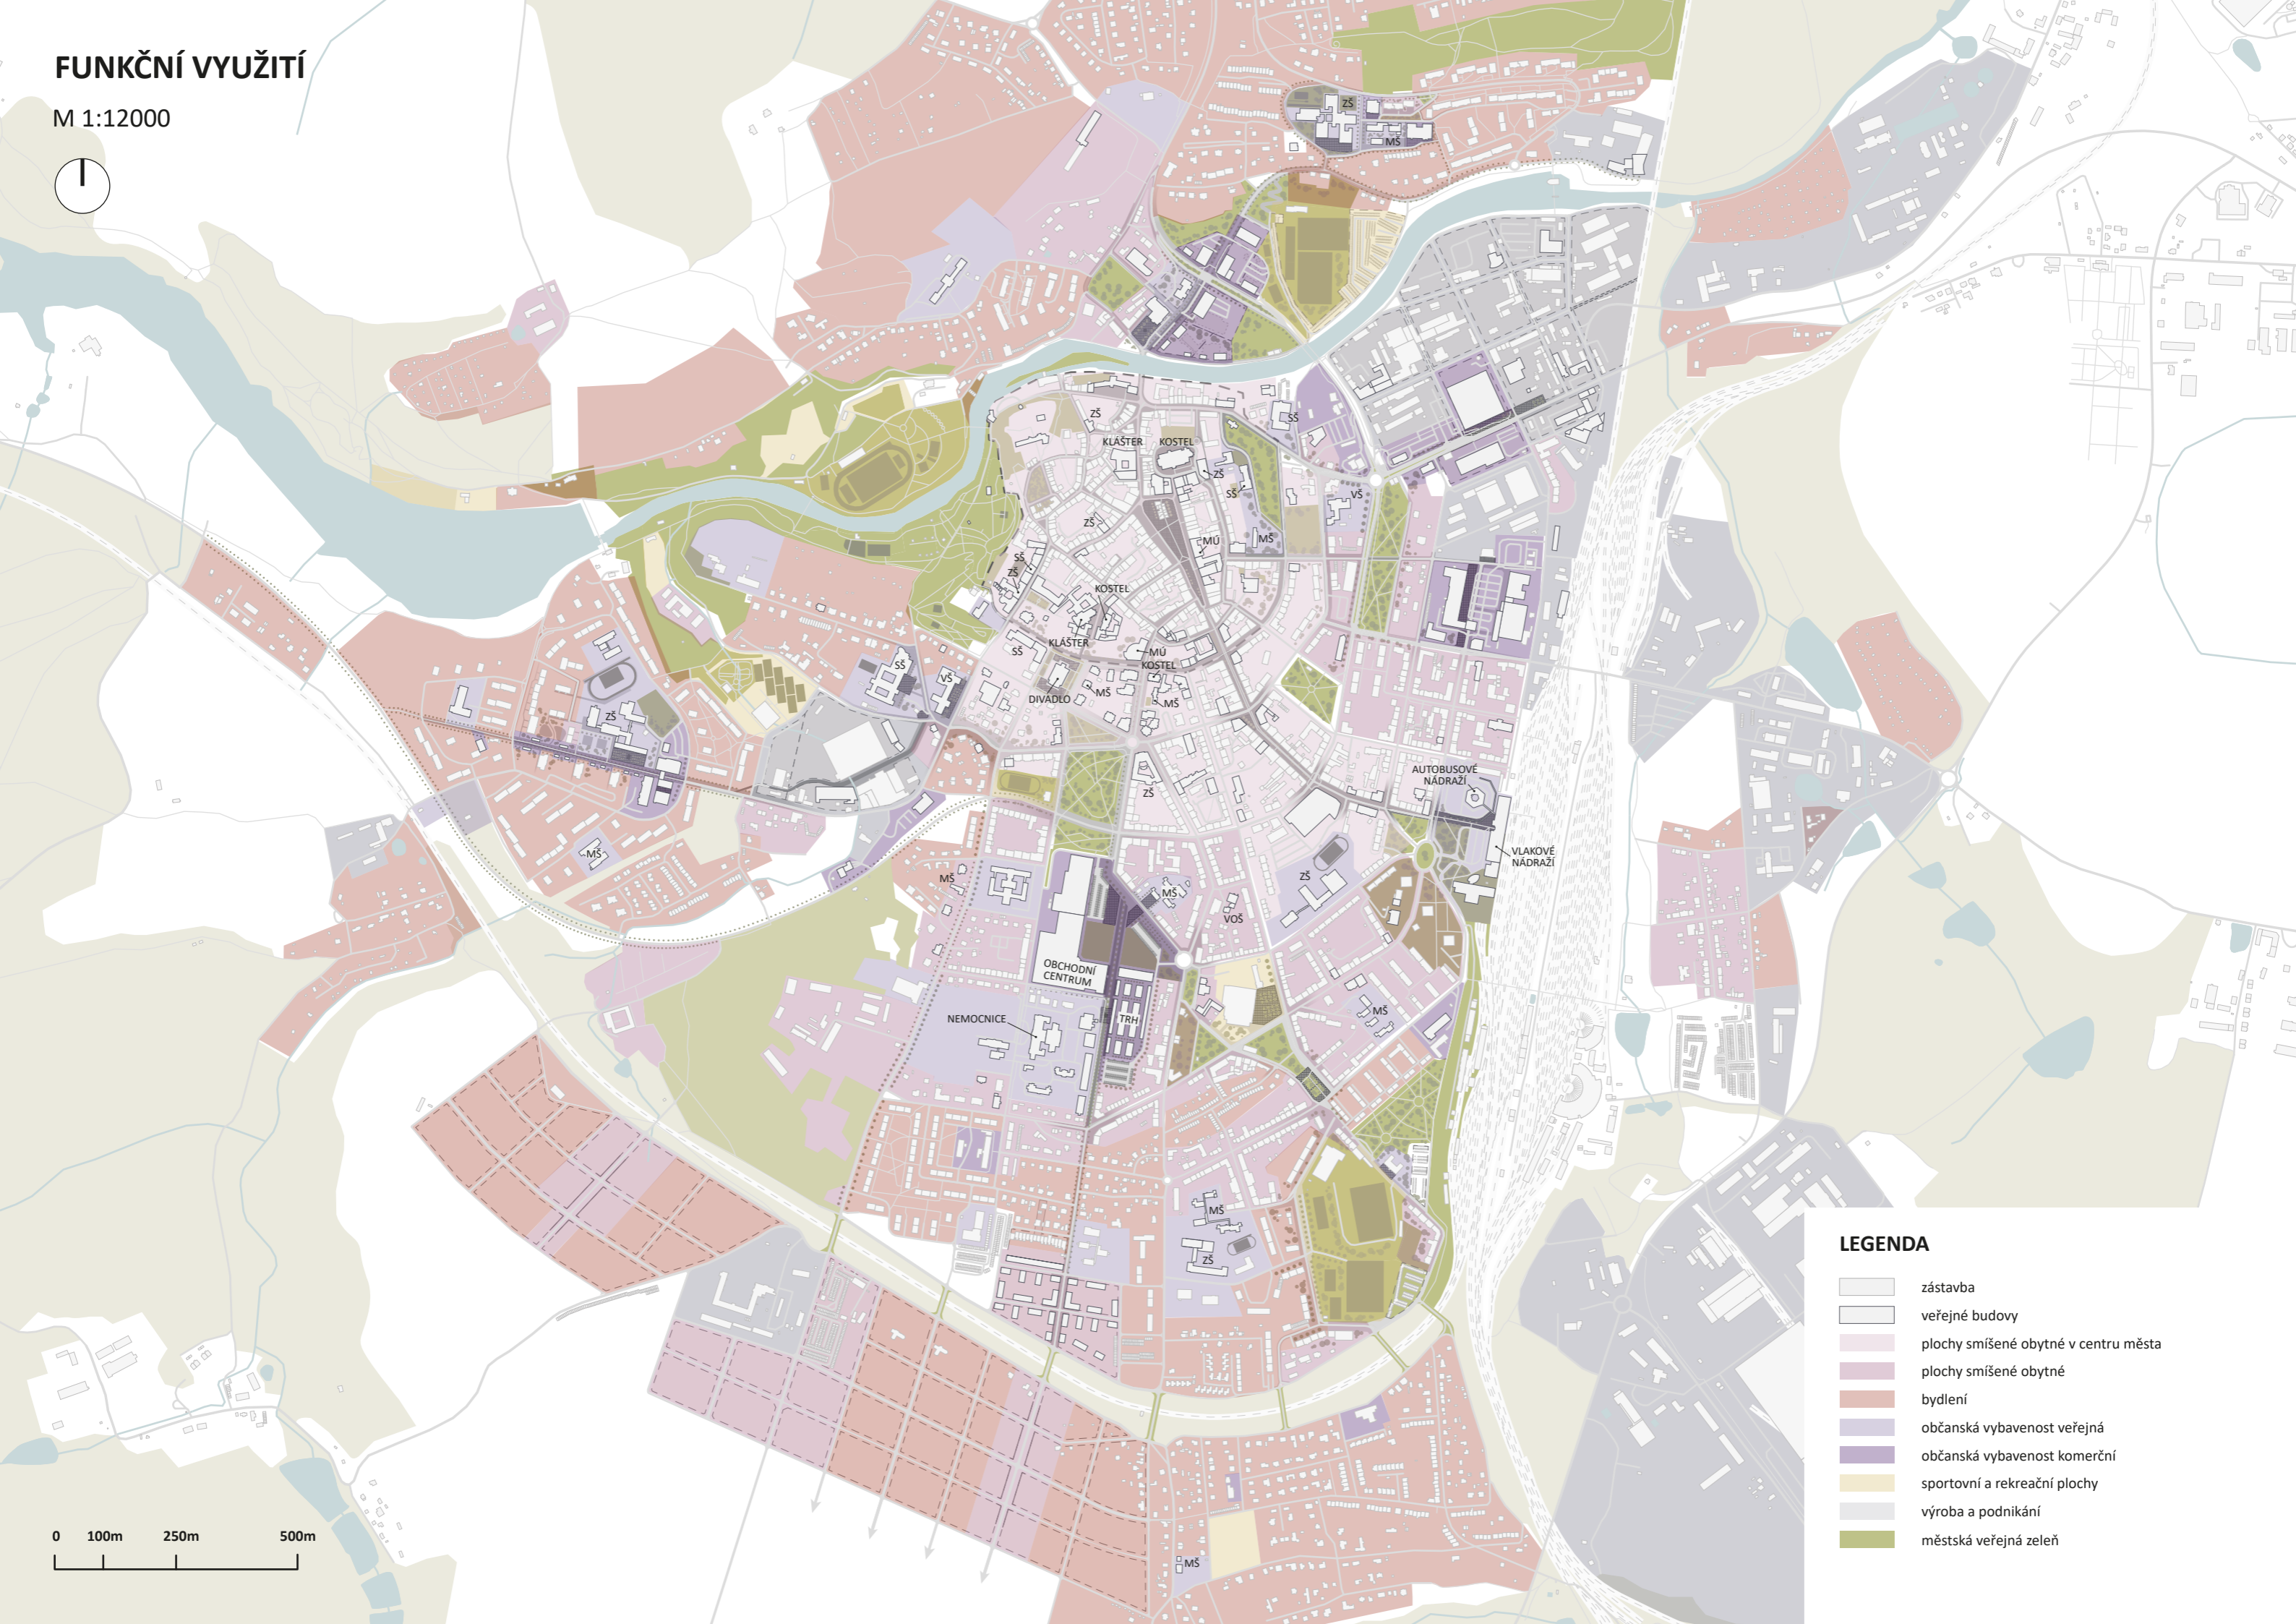 FUNKČNÍ VYUŽITÍ
M 1:12000
ZŠ
MŠ
ZŠ
SŠ
KLÁŠTER
KOSTEL
ZŠ
SŠ
VŠ
ZŠ
MÚ
MŠ
SŠ
ZŠ
KOSTEL
KLÁŠTER
SŠ
MÚ
KOSTEL
SŠ
VŠ
DIVADLO
MŠ
MŠ
ZŠ
AUTOBUSOVÉ
NÁDRAŽÍ
ZŠ
MŠ
VLAKOVÉ
NÁDRAŽÍ
MŠ
ZŠ
MŠ
VOŠ
OBCHODNÍ
CENTRUM
NEMOCNICE
TRH
MŠ
MŠ
ZŠ
MŠ
LEGENDA
zástavba
veřejné budovy
plochy smíšené obytné v centru města
plochy smíšené obytné
bydlení
občanská vybavenost veřejná
občanská vybavenost komerční
sportovní a rekreační plochy
výroba a podnikání
městská veřejná zeleň
0 100m 250m 500m